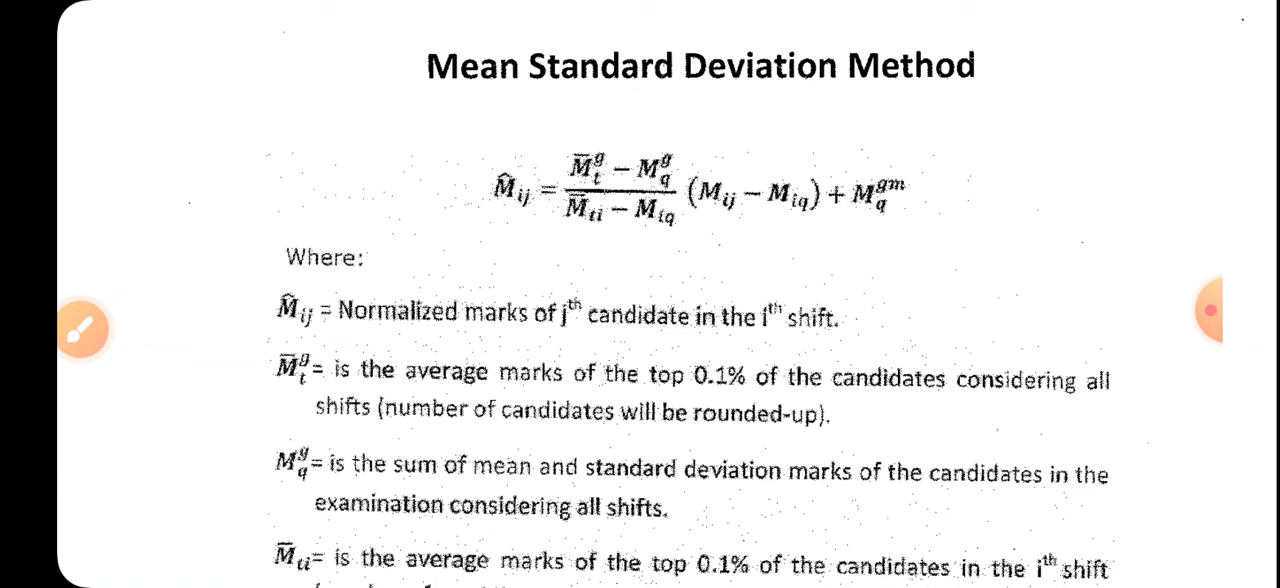 Mean Standard Deviation Method
M̂ᵢⱼ = (M̄ₜᵍ − M_qᵍ) / (M̄ₜᵢ − Mᵢq) (Mᵢⱼ − Mᵢq) + M_qᵍᵐ
Where:
M̂ᵢⱼ = Normalized marks of jᵗʰ candidate in the iᵗʰ shift.
M̄ₜᵍ= is the average marks of the top 0.1% of the candidates considering all
shifts (number of candidates will be rounded-up).
M_qᵍ= is the sum of mean and standard deviation marks of the candidates in the
examination considering all shifts.
M̄ₜᵢ= is the average marks of the top 0.1% of the candidates in the iᵗʰ shift